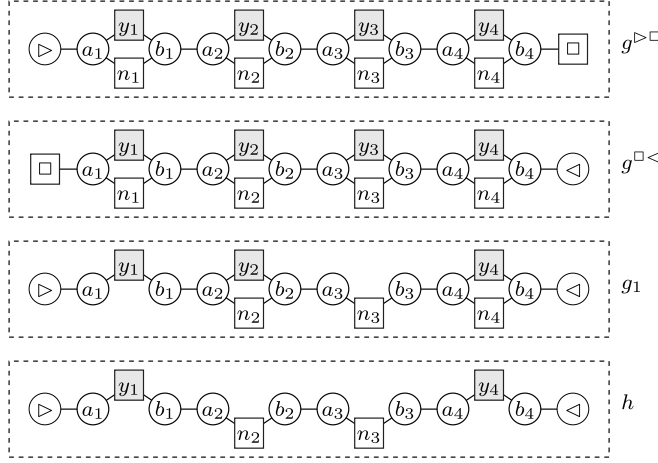 y₁ y₂ y₃ y₄
▷ a₁ b₁ a₂ b₂ a₃ b₃ a₄ b₄ □ g^▷□
n₁ n₂ n₃ n₄
y₁ y₂ y₃ y₄
□ a₁ b₁ a₂ b₂ a₃ b₃ a₄ b₄ ◁ g^□◁
n₁ n₂ n₃ n₄
y₁ y₂ y₄
▷ a₁ b₁ a₂ b₂ a₃ b₃ a₄ b₄ ◁ g₁
n₂ n₃ n₄
y₁ y₄
▷ a₁ b₁ a₂ b₂ a₃ b₃ a₄ b₄ ◁ h
n₂ n₃